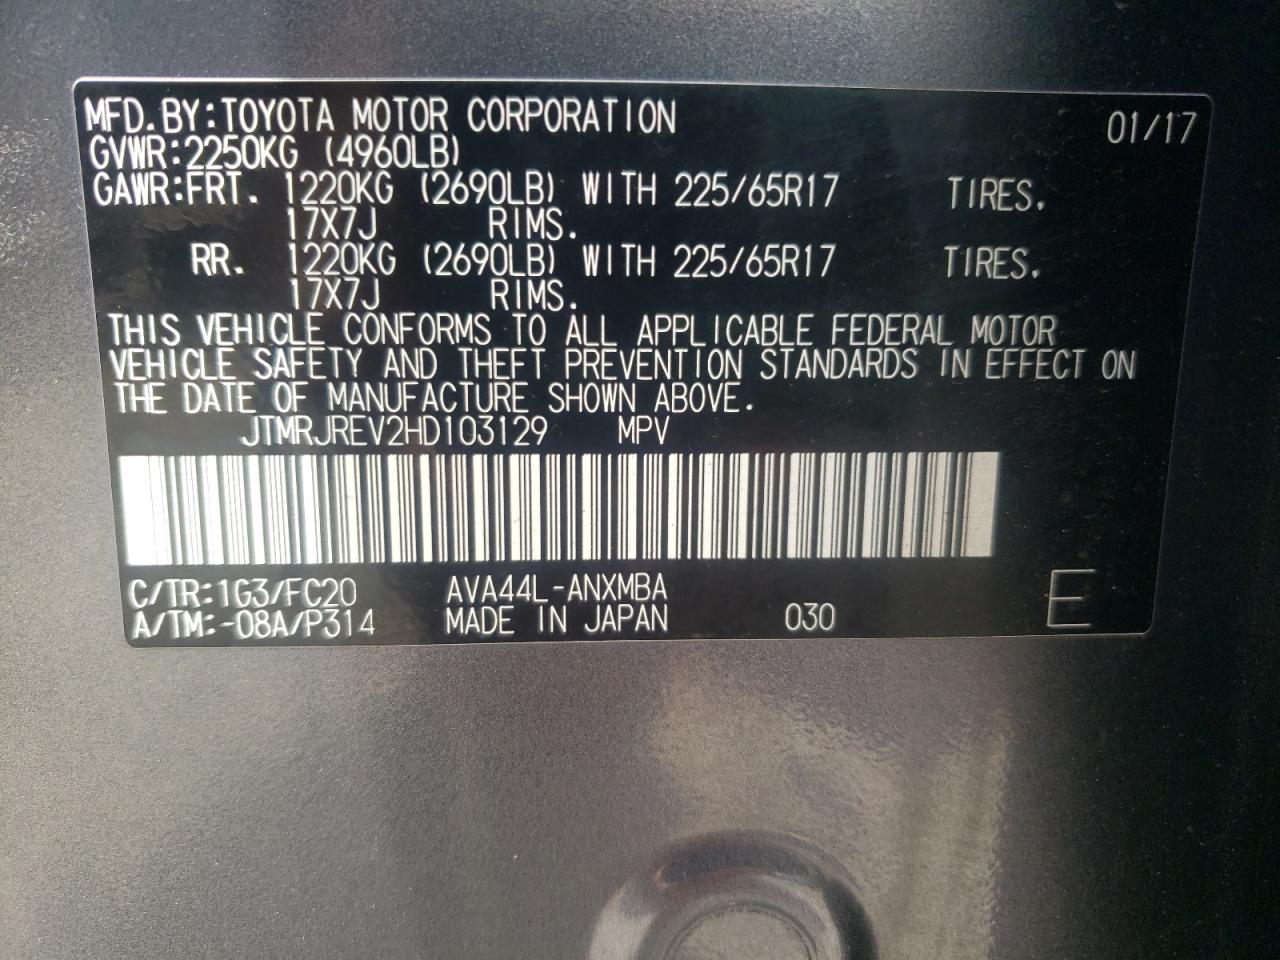 MFD.BY:TOYOTA MOTOR CORPORATION 01/17
GVWR:2250KG (4960LB)
GAWR:FRT. 1220KG (2690LB) WITH 225/65R17 TIRES.
17X7J RIMS.
RR. 1220KG (2690LB) WITH 225/65R17 TIRES.
17X7J RIMS.
THIS VEHICLE CONFORMS TO ALL APPLICABLE FEDERAL MOTOR
VEHICLE SAFETY AND THEFT PREVENTION STANDARDS IN EFFECT ON
THE DATE OF MANUFACTURE SHOWN ABOVE.
JTMRJREV2HD103129 MPV
C/TR:1G3/FC20 AVA44L-ANXMBA
A/TM:-08A/P314 MADE IN JAPAN 030 E